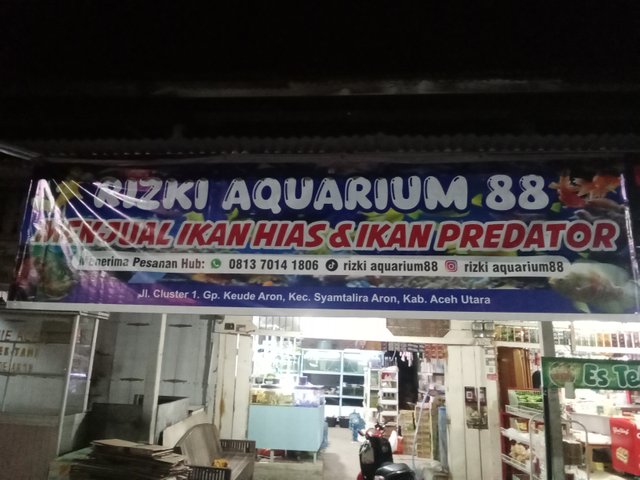 RIZKI AQUARIUM 88
MENJUAL IKAN HIAS & IKAN PREDATOR
Menerima Pesanan Hub: 0813 7014 1806 rizki aquarium88 rizki aquarium88
Jl. Cluster 1. Gp. Keude Aron, Kec. Syamtalira Aron, Kab. Aceh Utara
Es Te